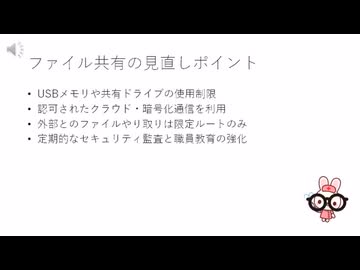 ファイル共有の見直しポイント
• USBメモリや共有ドライブの使用制限
• 認可されたクラウド・暗号化通信を利用
• 外部とのファイルやり取りは限定ルートのみ
• 定期的なセキュリティ監査と職員教育の強化